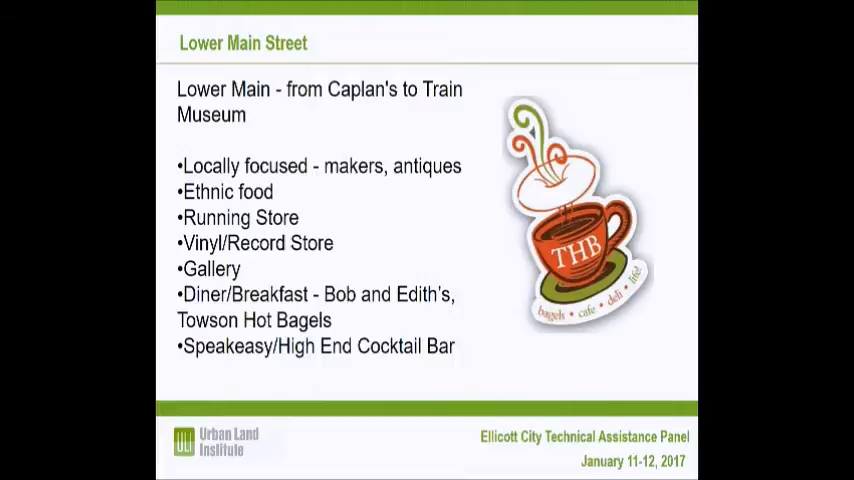 Lower Main Street
Lower Main - from Caplan's to Train
Museum
•Locally focused - makers, antiques
•Ethnic food
•Running Store
•Vinyl/Record Store
•Gallery
•Diner/Breakfast - Bob and Edith's,
Towson Hot Bagels
•Speakeasy/High End Cocktail Bar
THB
bagels • cafe • deli • life!
ULI Urban Land
Institute
Ellicott City Technical Assistance Panel
January 11-12, 2017